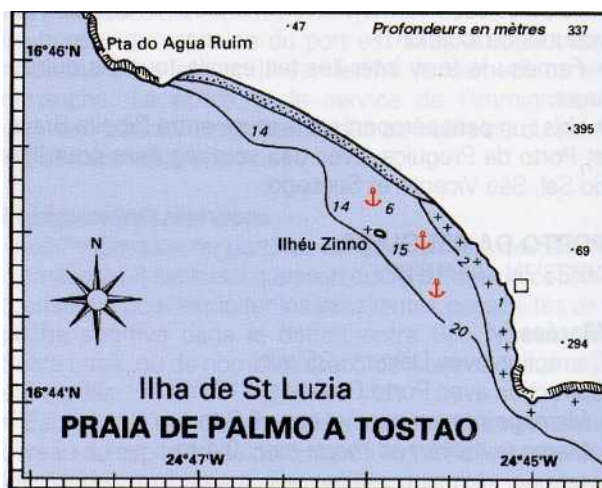 ·47
Profondeurs en mètres
337
16°46'N
Pta do Agua Ruim
14
·395
14
6
Ilhéu Zinno
15
·69
N
1
20
·294
16°44'N
Ilha de St Luzia
PRAIA DE PALMO A TOSTAO
24°47'W
24°45'W